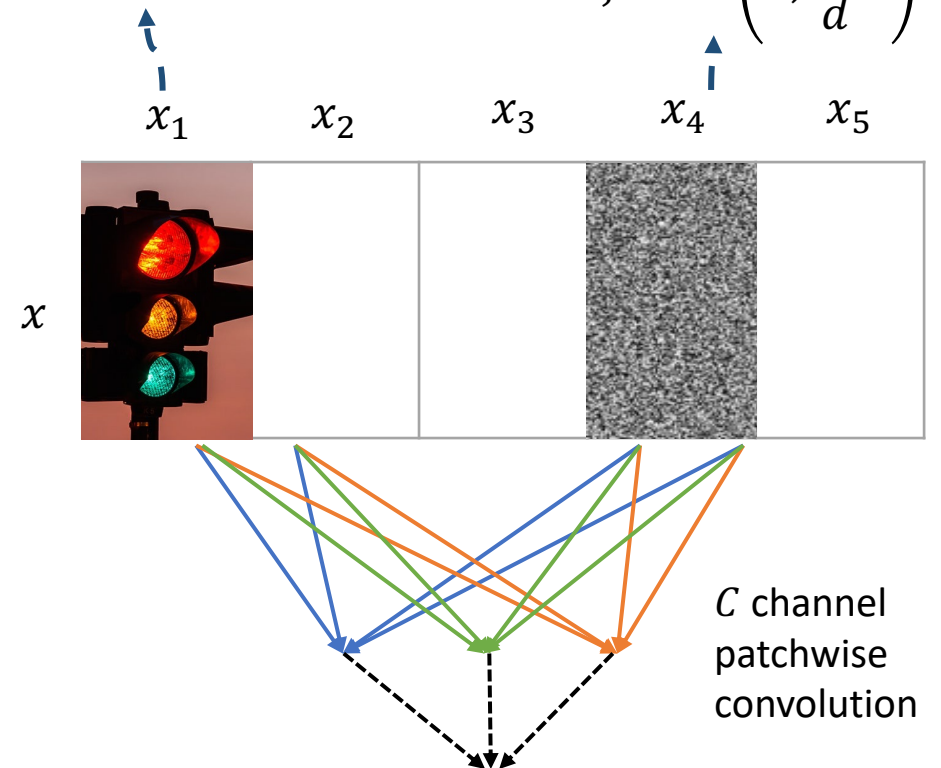 , ( , d )
x₁ x₂ x₃ x₄ x₅
x
C channel
patchwise
convolution